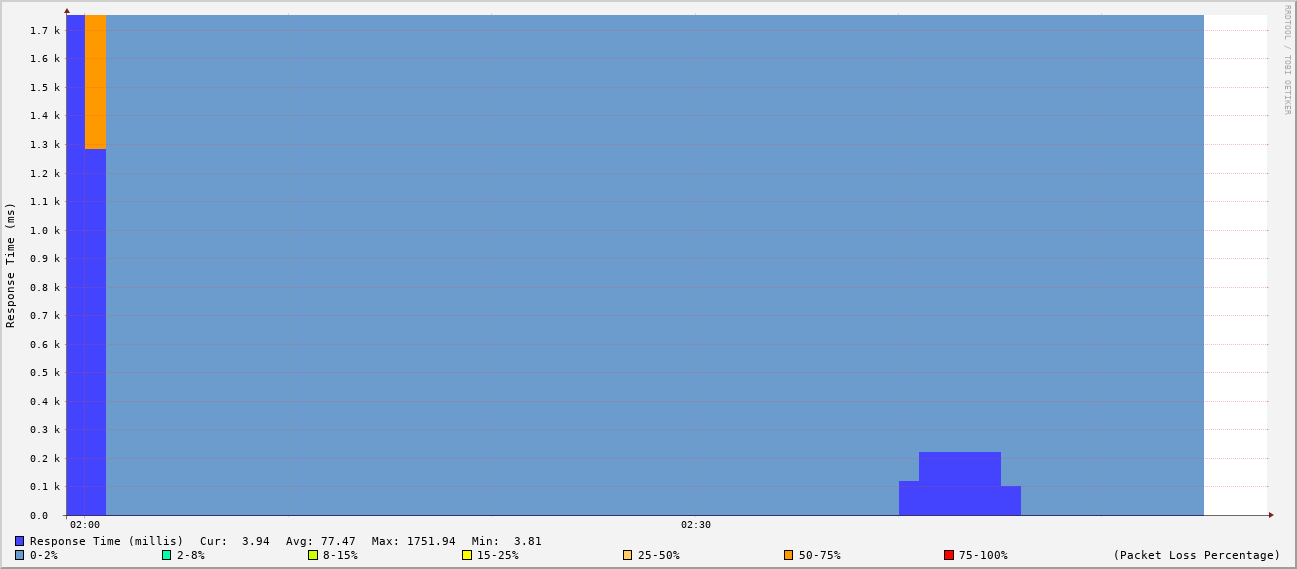 RRDTOOL / TOBI OETIKER
Response Time (ms)
1.7 k
1.6 k
1.5 k
1.4 k
1.3 k
1.2 k
1.1 k
1.0 k
0.9 k
0.8 k
0.7 k
0.6 k
0.5 k
0.4 k
0.3 k
0.2 k
0.1 k
0.0
02:00 02:30
Response Time (millis) Cur: 3.94 Avg: 77.47 Max: 1751.94 Min: 3.81
0-2% 2-8% 8-15% 15-25% 25-50% 50-75% 75-100% (Packet Loss Percentage)